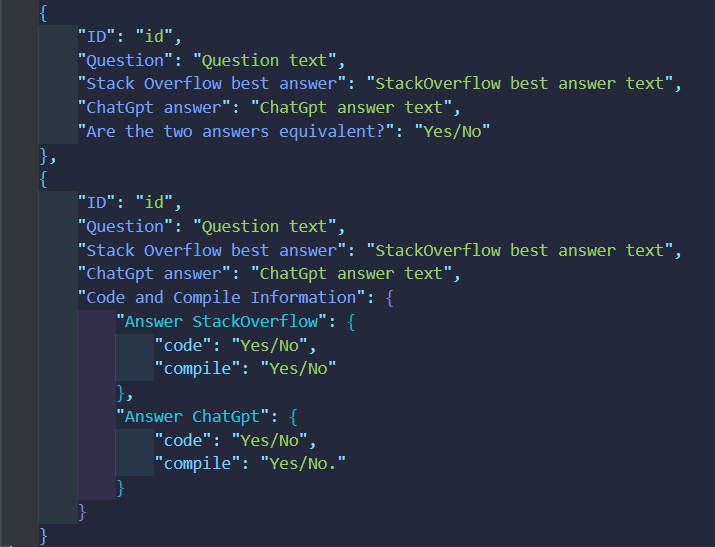 {
"ID": "id",
"Question": "Question text",
"Stack Overflow best answer": "StackOverflow best answer text",
"ChatGpt answer": "ChatGpt answer text",
"Are the two answers equivalent?": "Yes/No"
},
{
"ID": "id",
"Question": "Question text",
"Stack Overflow best answer": "StackOverflow best answer text",
"ChatGpt answer": "ChatGpt answer text",
"Code and Compile Information": {
"Answer StackOverflow": {
"code": "Yes/No",
"compile": "Yes/No"
},
"Answer ChatGpt": {
"code": "Yes/No",
"compile": "Yes/No."
}
}
}